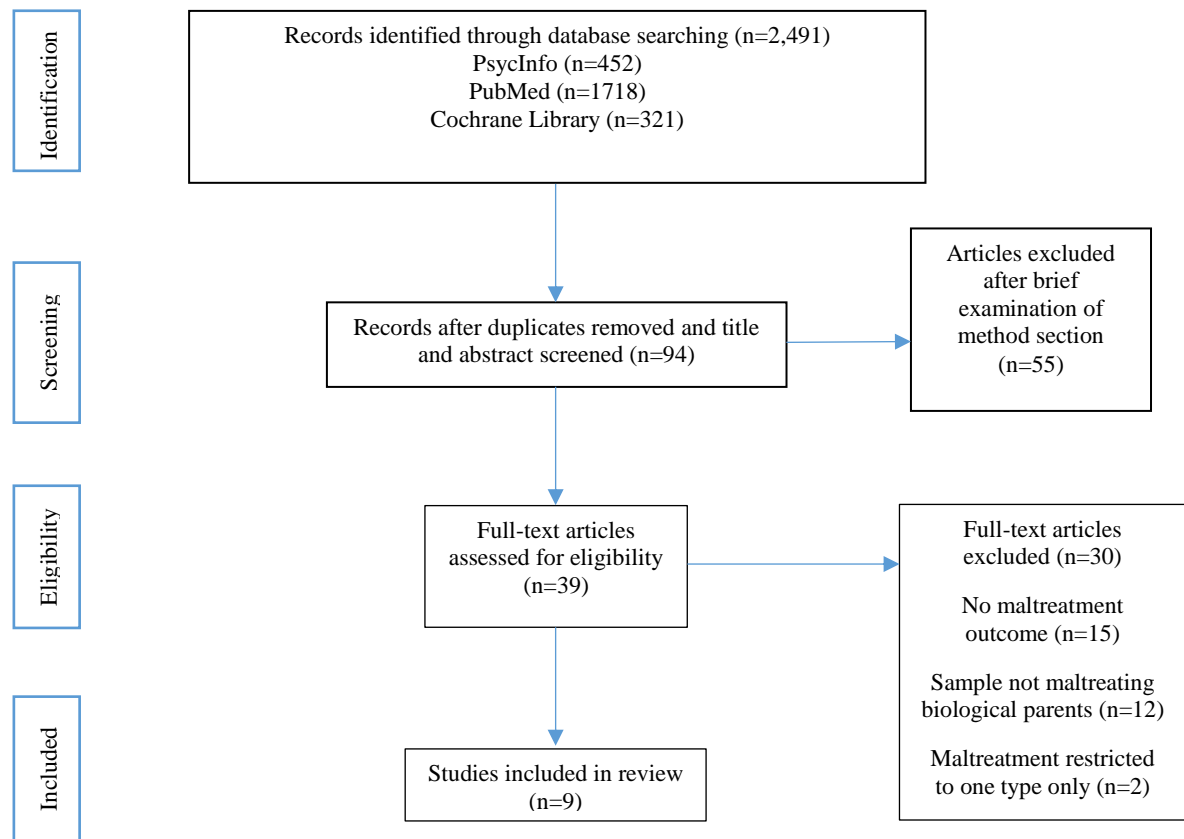 Identification
Records identified through database searching (n=2,491)
PsycInfo (n=452)
PubMed (n=1718)
Cochrane Library (n=321)
Screening
Records after duplicates removed and title
and abstract screened (n=94)
Articles excluded
after brief
examination of
method section
(n=55)
Eligibility
Full-text articles
assessed for eligibility
(n=39)
Full-text articles
excluded (n=30)
No maltreatment
outcome (n=15)
Sample not maltreating
biological parents (n=12)
Maltreatment restricted
to one type only (n=2)
Included
Studies included in review
(n=9)